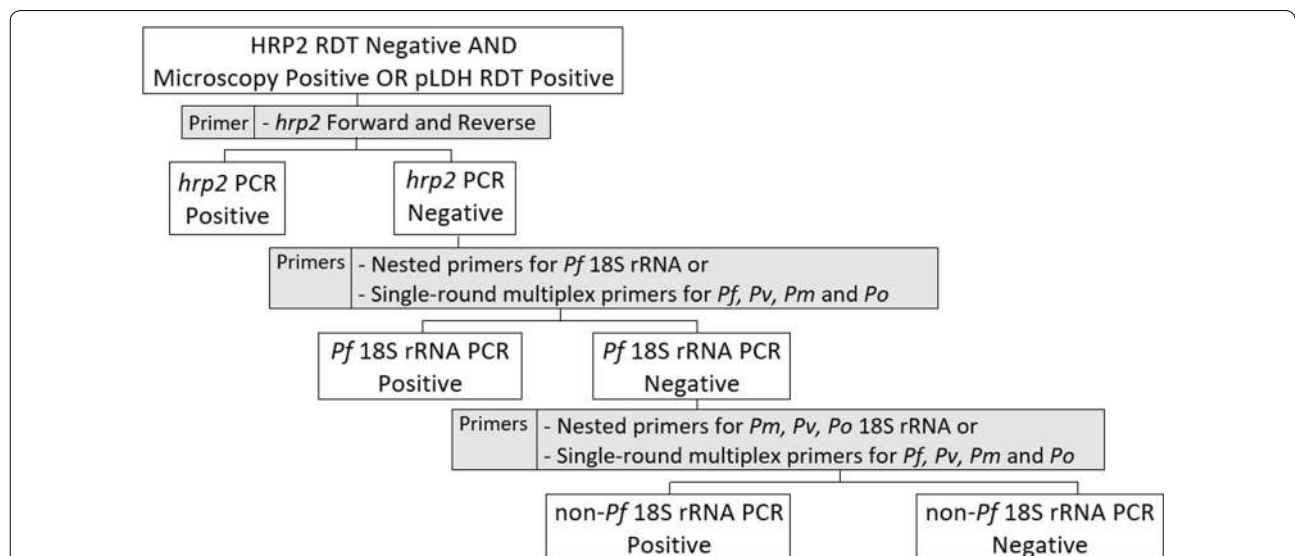 HRP2 RDT Negative AND
Microscopy Positive OR pLDH RDT Positive
Primer - hrp2 Forward and Reverse
hrp2 PCR
Positive
hrp2 PCR
Negative
Primers - Nested primers for Pf 18S rRNA or
- Single-round multiplex primers for Pf, Pv, Pm and Po
Pf 18S rRNA PCR
Positive
Pf 18S rRNA PCR
Negative
Primers - Nested primers for Pm, Pv, Po 18S rRNA or
- Single-round multiplex primers for Pf, Pv, Pm and Po
non-Pf 18S rRNA PCR
Positive
non-Pf 18S rRNA PCR
Negative